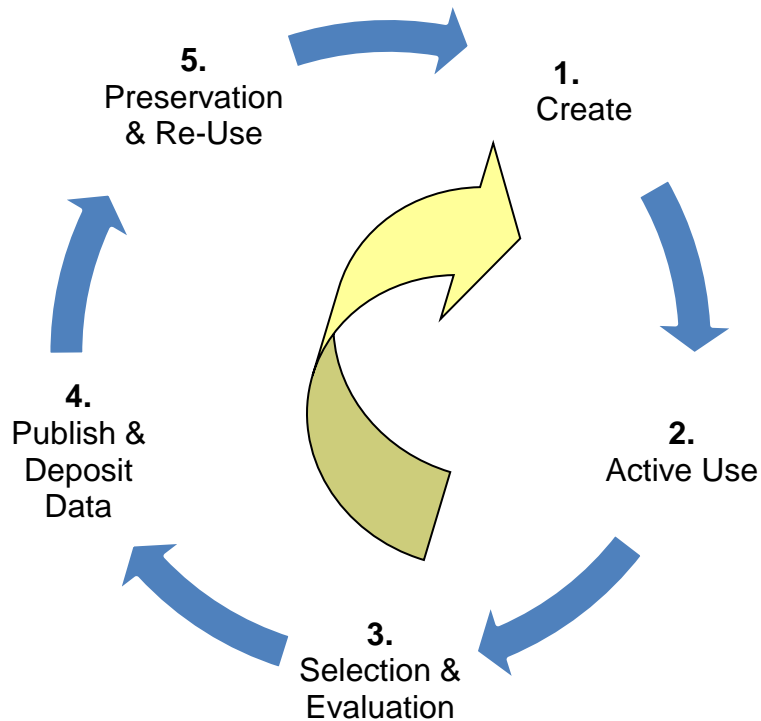 1.
Create
2.
Active Use
3.
Selection &
Evaluation
4.
Publish &
Deposit
Data
5.
Preservation
& Re-Use